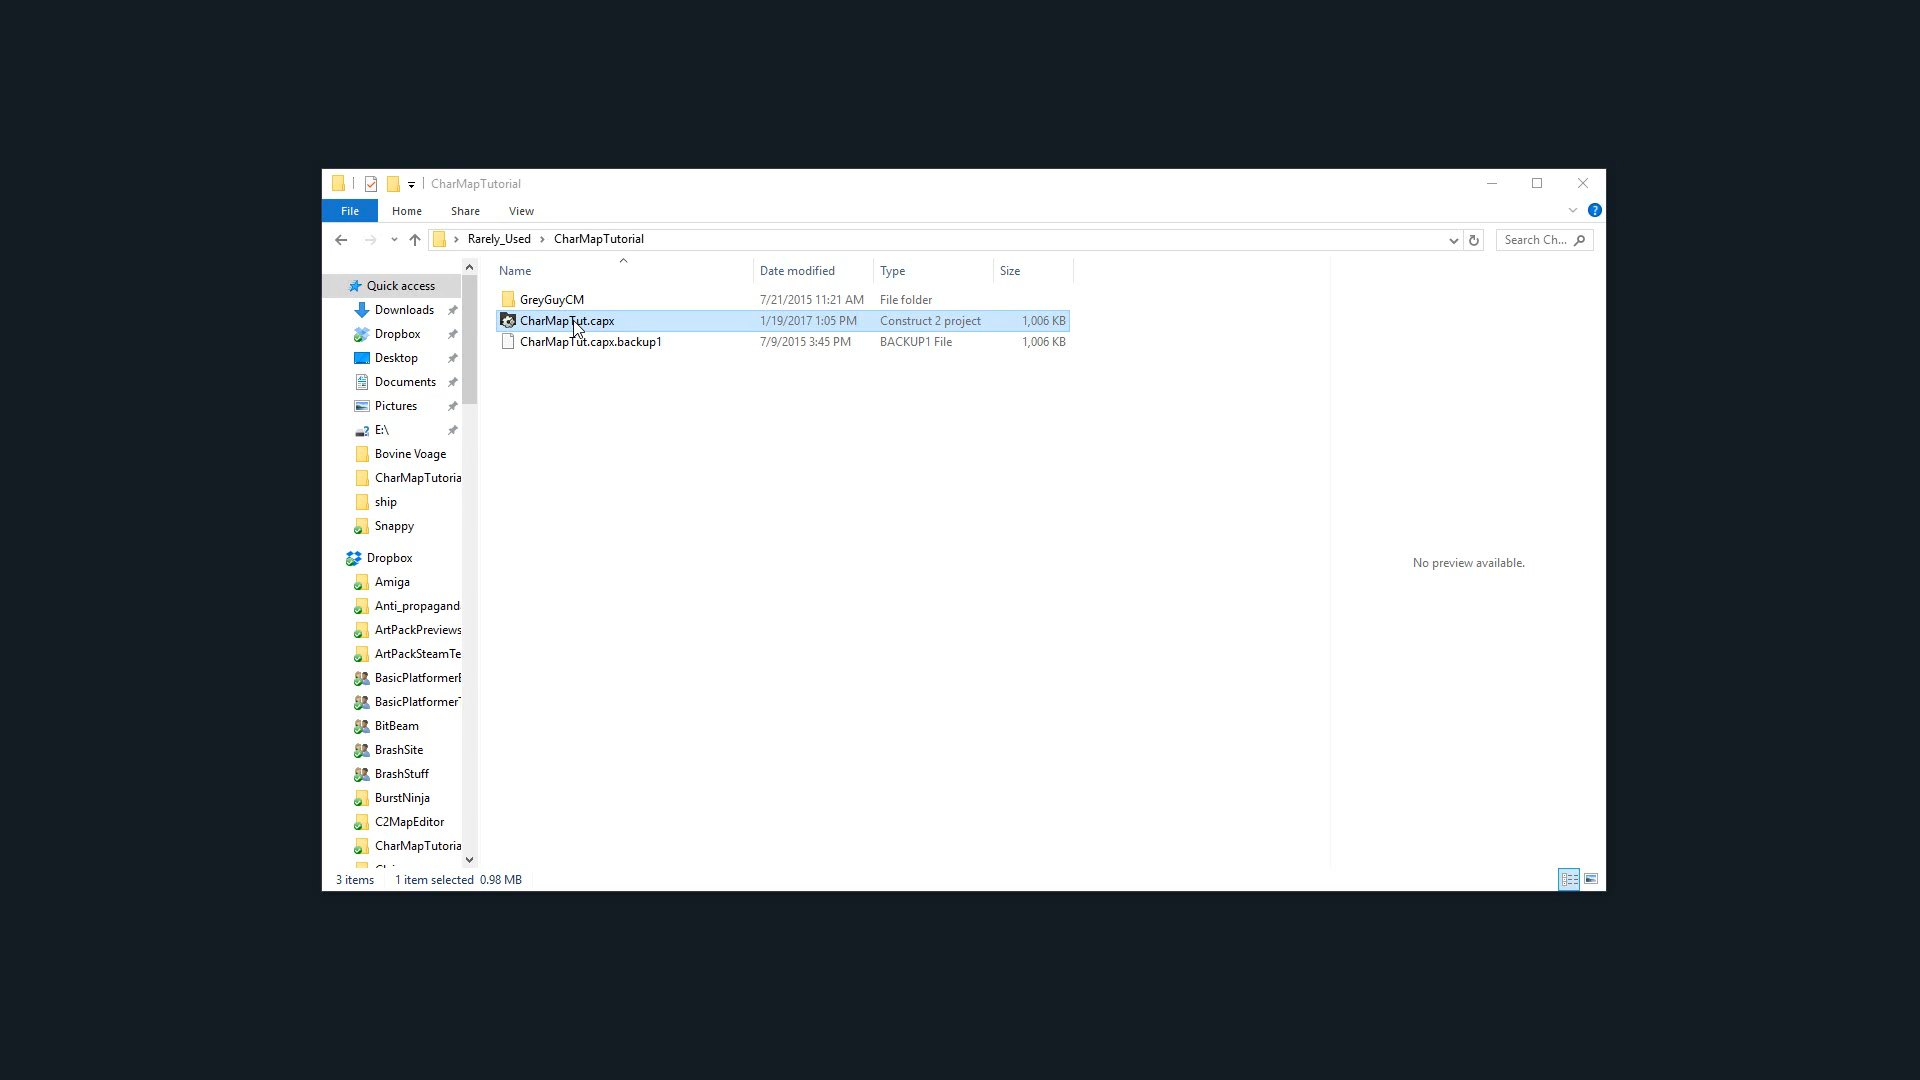 CharMapTutorial
File Home Share View
Rarely_Used CharMapTutorial Search Ch...
Name Date modified Type Size
Quick access
Downloads
Dropbox
Desktop
Documents
Pictures
E:\
Bovine Voage
CharMapTutoria
ship
Snappy
Dropbox
Amiga
Anti_propagand
ArtPackPreviews
ArtPackSteamTe
BasicPlatformerE
BasicPlatformerT
BitBeam
BrashSite
BrashStuff
BurstNinja
C2MapEditor
CharMapTutoria
GreyGuyCM 7/21/2015 11:21 AM File folder
CharMapTut.capx 1/19/2017 1:05 PM Construct 2 project 1,006 KB
CharMapTut.capx.backup1 7/9/2015 3:45 PM BACKUP1 File 1,006 KB
No preview available.
3 items 1 item selected 0.98 MB